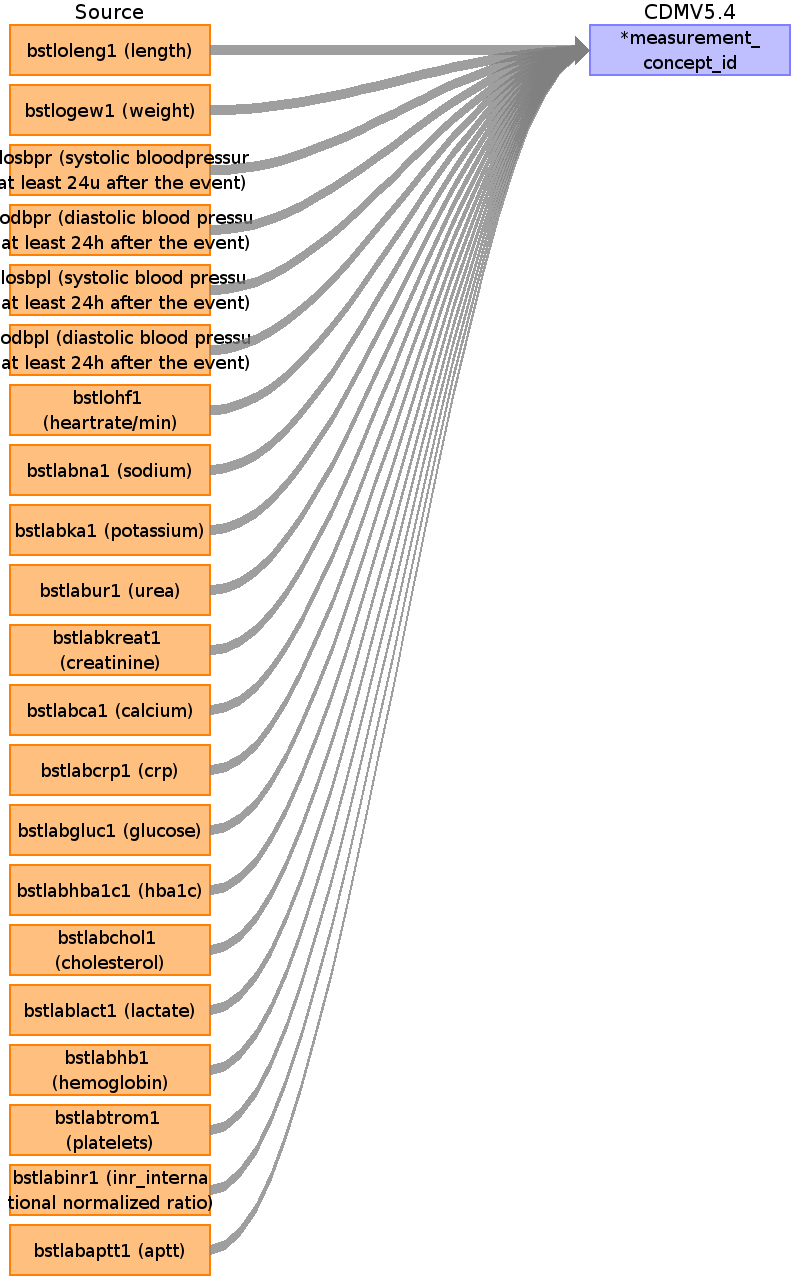 Source
CDMV5.4
bstloleng1 (length)
*measurement_
concept_id
bstlogew1 (weight)
losbpr (systolic bloodpressur
at least 24u after the event)
odbpr (diastolic blood pressu
at least 24h after the event)
losbpl (systolic blood pressu
at least 24h after the event)
odbpl (diastolic blood pressu
at least 24h after the event)
bstlohf1
(heartrate/min)
bstlabna1 (sodium)
bstlabka1 (potassium)
bstlabur1 (urea)
bstlabkreat1
(creatinine)
bstlabca1 (calcium)
bstlabcrp1 (crp)
bstlabgluc1 (glucose)
bstlabhba1c1 (hba1c)
bstlabchol1
(cholesterol)
bstlablact1 (lactate)
bstlabhb1
(hemoglobin)
bstlabtrom1
(platelets)
bstlabinr1 (inr_interna
tional normalized ratio)
bstlabaptt1 (aptt)